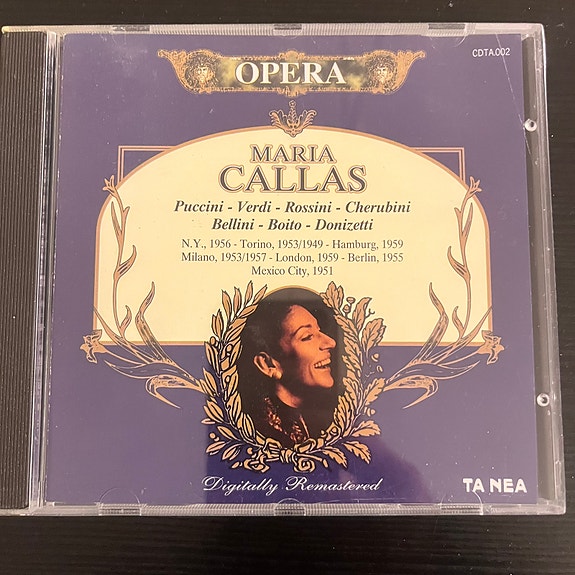 CDTA.002
OPERA
MARIA
CALLAS
Puccini - Verdi - Rossini - Cherubini
Bellini - Boito - Donizetti
N.Y., 1956 - Torino, 1953/1949 - Hamburg, 1959
Milano, 1953/1957 - London, 1959 - Berlin, 1955
Mexico City, 1951
Digitally Remastered
TA NEA